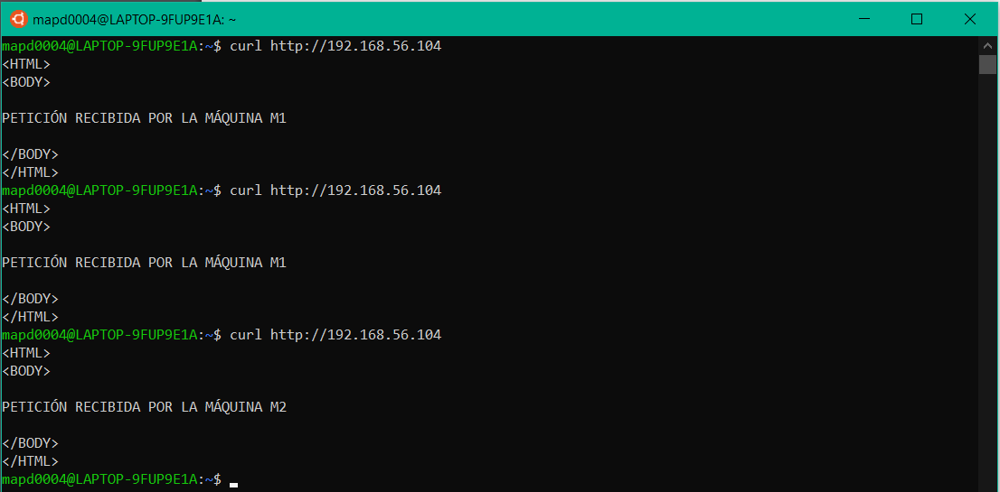 mapd0004@LAPTOP-9FUP9E1A: ~
mapd0004@LAPTOP-9FUP9E1A:~$ curl http://192.168.56.104
<HTML>
<BODY>
PETICIÓN RECIBIDA POR LA MÁQUINA M1
</BODY>
</HTML>
mapd0004@LAPTOP-9FUP9E1A:~$ curl http://192.168.56.104
<HTML>
<BODY>
PETICIÓN RECIBIDA POR LA MÁQUINA M1
</BODY>
</HTML>
mapd0004@LAPTOP-9FUP9E1A:~$ curl http://192.168.56.104
<HTML>
<BODY>
PETICIÓN RECIBIDA POR LA MÁQUINA M2
</BODY>
</HTML>
mapd0004@LAPTOP-9FUP9E1A:~$